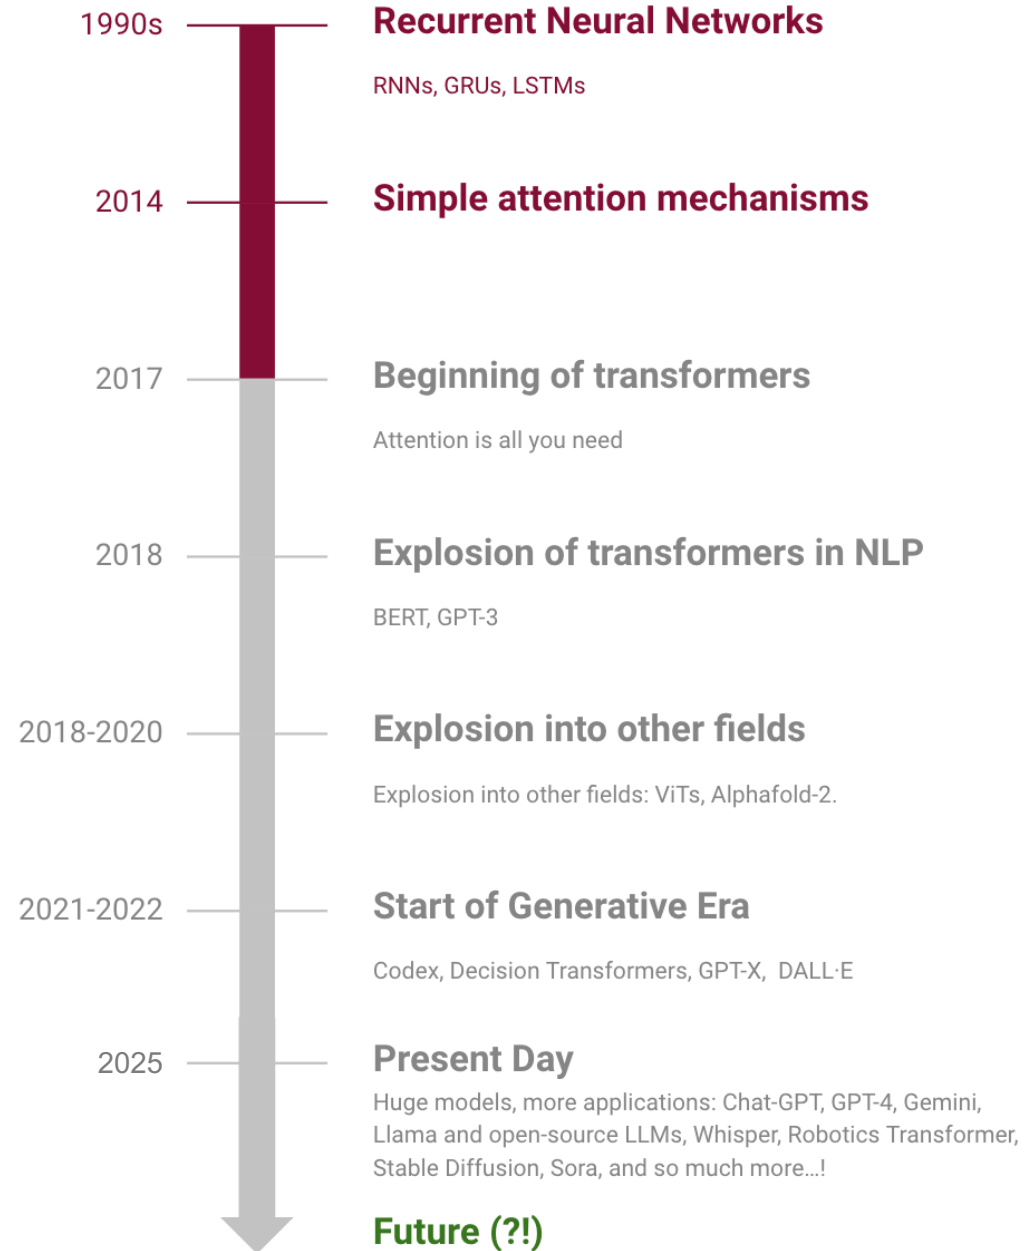 1990s
Recurrent Neural Networks
RNNs, GRUs, LSTMs
2014
Simple attention mechanisms
2017
Beginning of transformers
Attention is all you need
2018
Explosion of transformers in NLP
BERT, GPT-3
2018-2020
Explosion into other fields
Explosion into other fields: ViTs, Alphafold-2.
2021-2022
Start of Generative Era
Codex, Decision Transformers, GPT-X,  DALL·E
2025
Present Day
Huge models, more applications: Chat-GPT, GPT-4, Gemini,
Llama and open-source LLMs, Whisper, Robotics Transformer,
Stable Diffusion, Sora, and so much more…!
Future (?!)